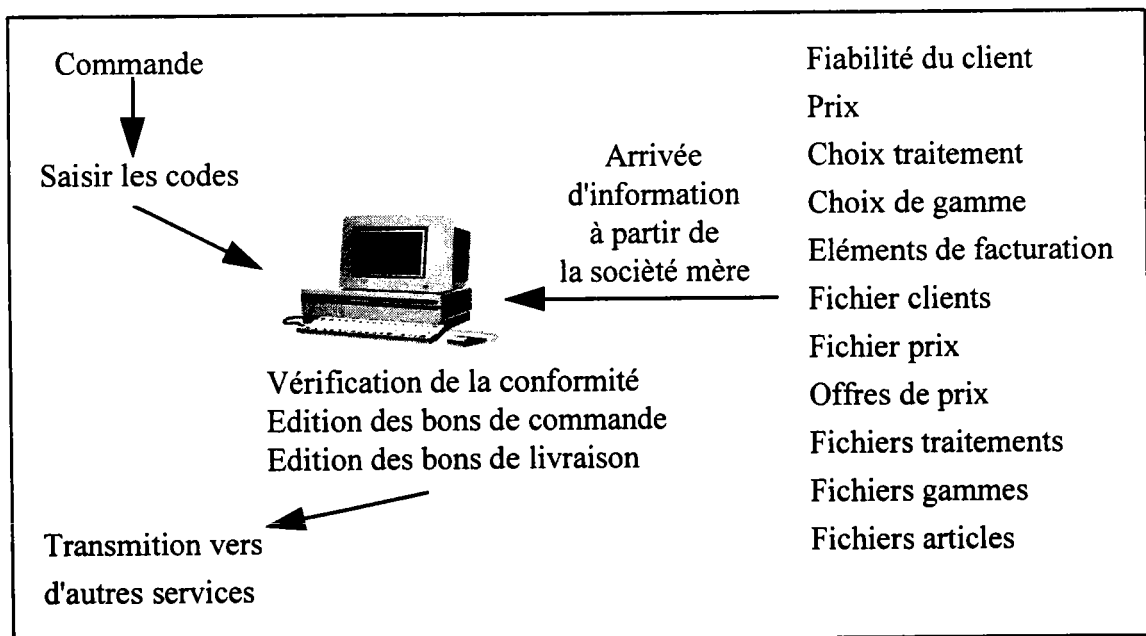 Commande
Saisir les codes
Arrivée
d'information
à partir de
la socièté mère
Vérification de la conformité
Edition des bons de commande
Edition des bons de livraison
Transmition vers
d'autres services
Fiabilité du client
Prix
Choix traitement
Choix de gamme
Eléments de facturation
Fichier clients
Fichier prix
Offres de prix
Fichiers traitements
Fichiers gammes
Fichiers articles